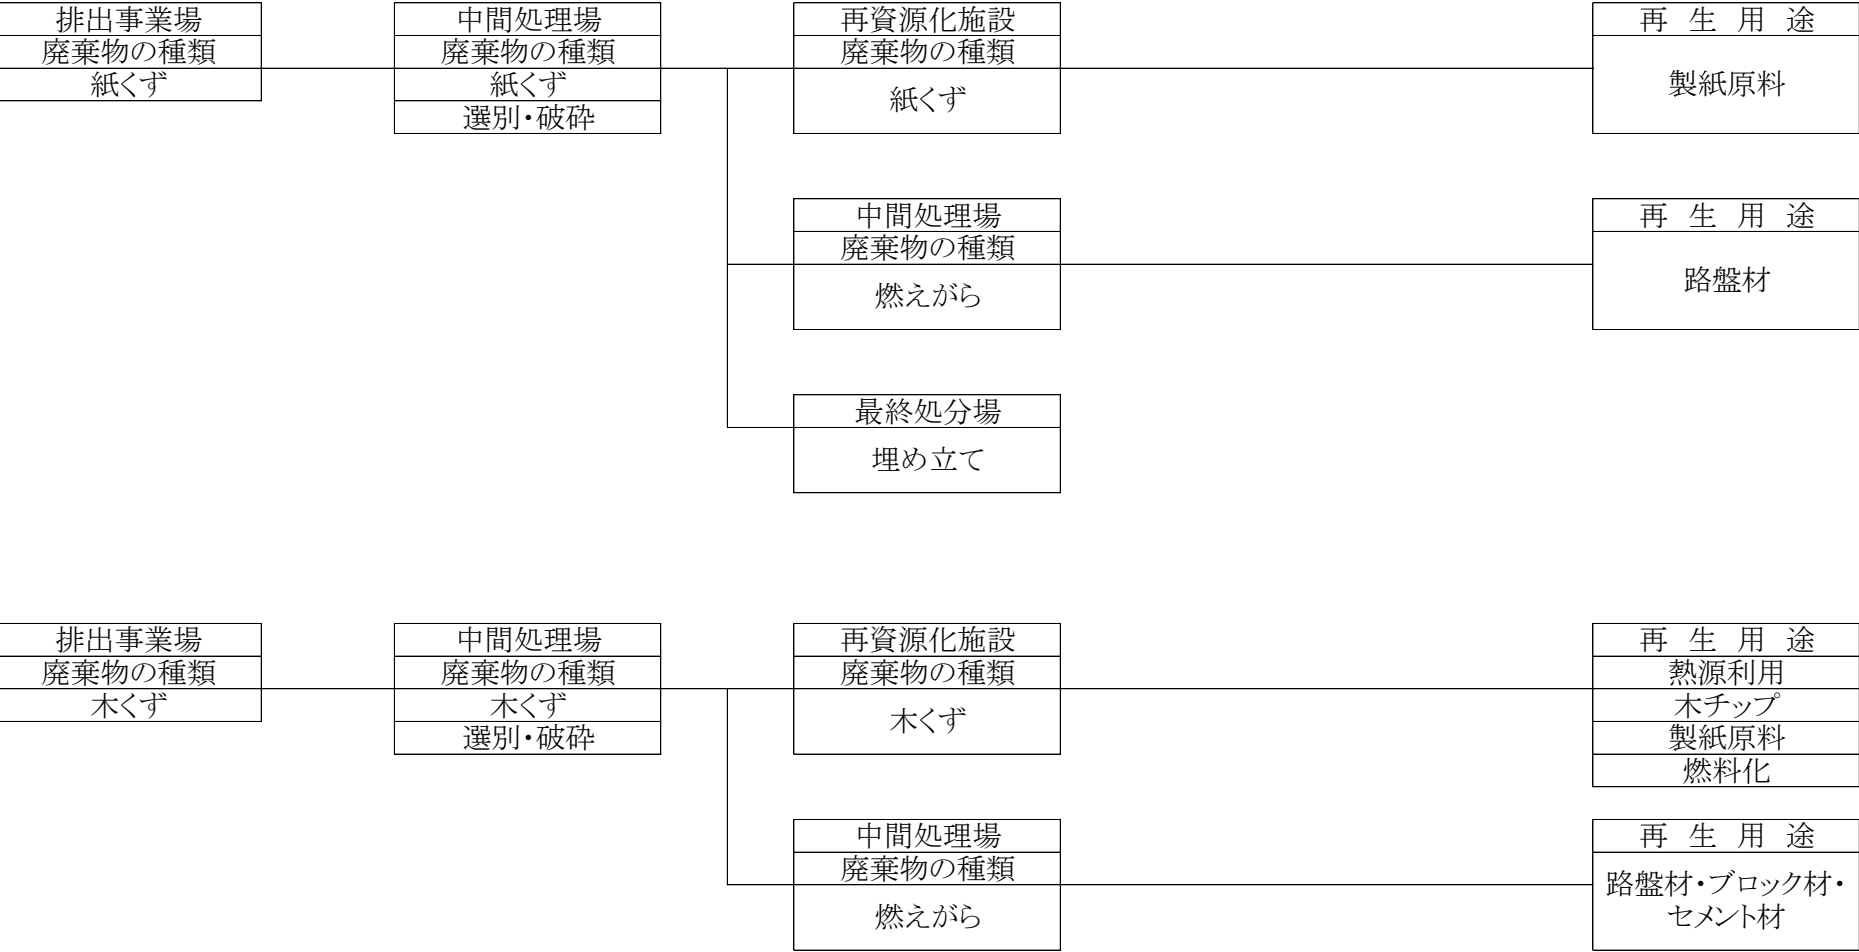 排出事業場
廃棄物の種類
紙くず
中間処理場
廃棄物の種類
紙くず
選別・破砕
再資源化施設
廃棄物の種類
紙くず
再 生 用 途
製紙原料
中間処理場
廃棄物の種類
燃えがら
再 生 用 途
路盤材
最終処分場
埋め立て
排出事業場
廃棄物の種類
木くず
中間処理場
廃棄物の種類
木くず
選別・破砕
再資源化施設
廃棄物の種類
木くず
再 生 用 途
熱源利用
木チップ
製紙原料
燃料化
中間処理場
廃棄物の種類
燃えがら
再 生 用 途
路盤材・ブロック材・
セメント材